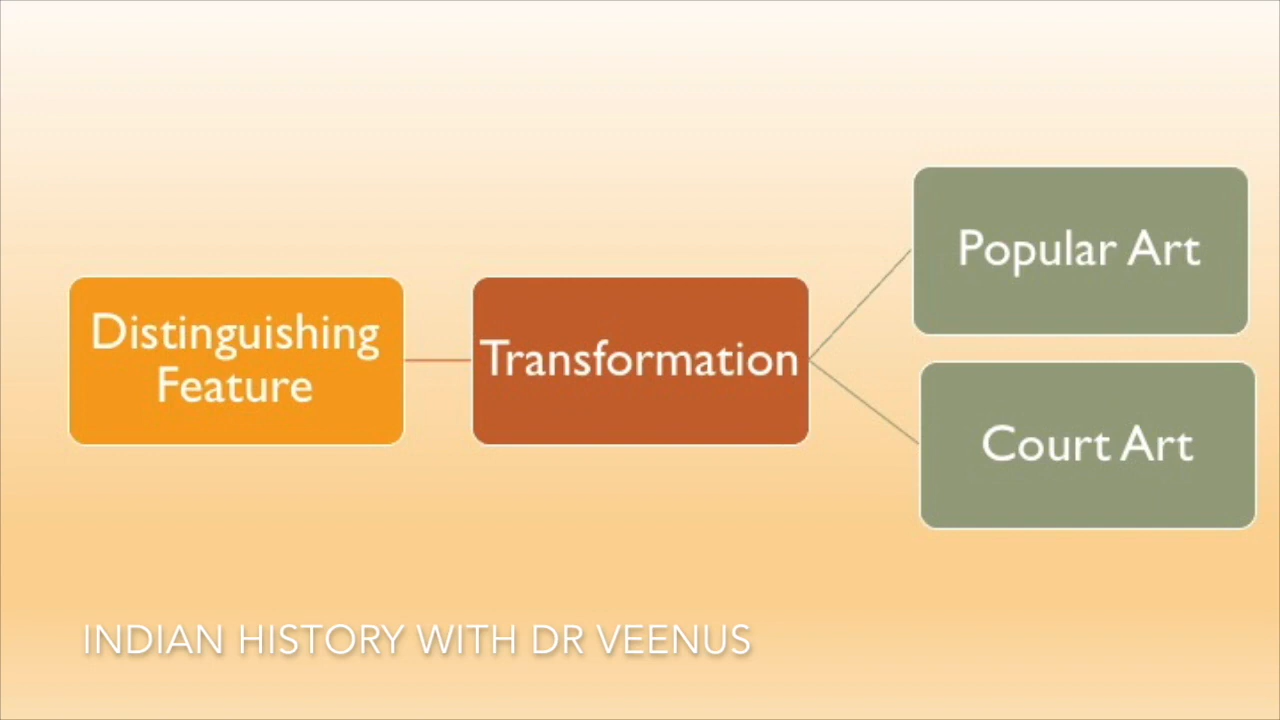 Distinguishing
Feature
Transformation
Popular Art
Court Art
INDIAN HISTORY WITH DR VEENUS